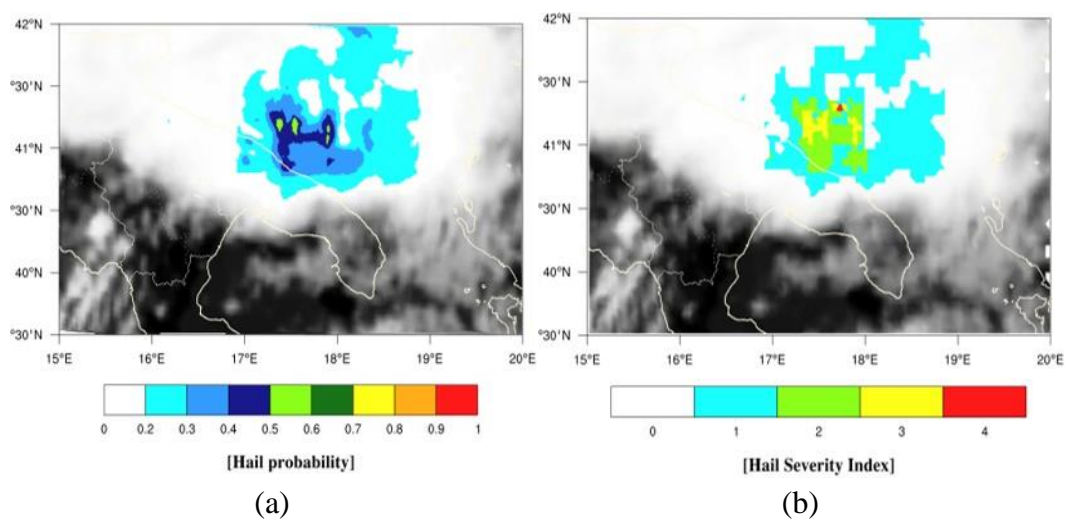 42°N
°30'N
41°N
°30'N
40°N
°30'N
15°E 16°E 17°E 18°E 19°E 20°E
0 0.2 0.3 0.4 0.5 0.6 0.7 0.8 0.9 1
[Hail probability]
(a)
42°N
°30'N
41°N
°30'N
40°N
°30'N
15°E 16°E 17°E 18°E 19°E 20°E
0 1 2 3 4
[Hail Severity Index]
(b)